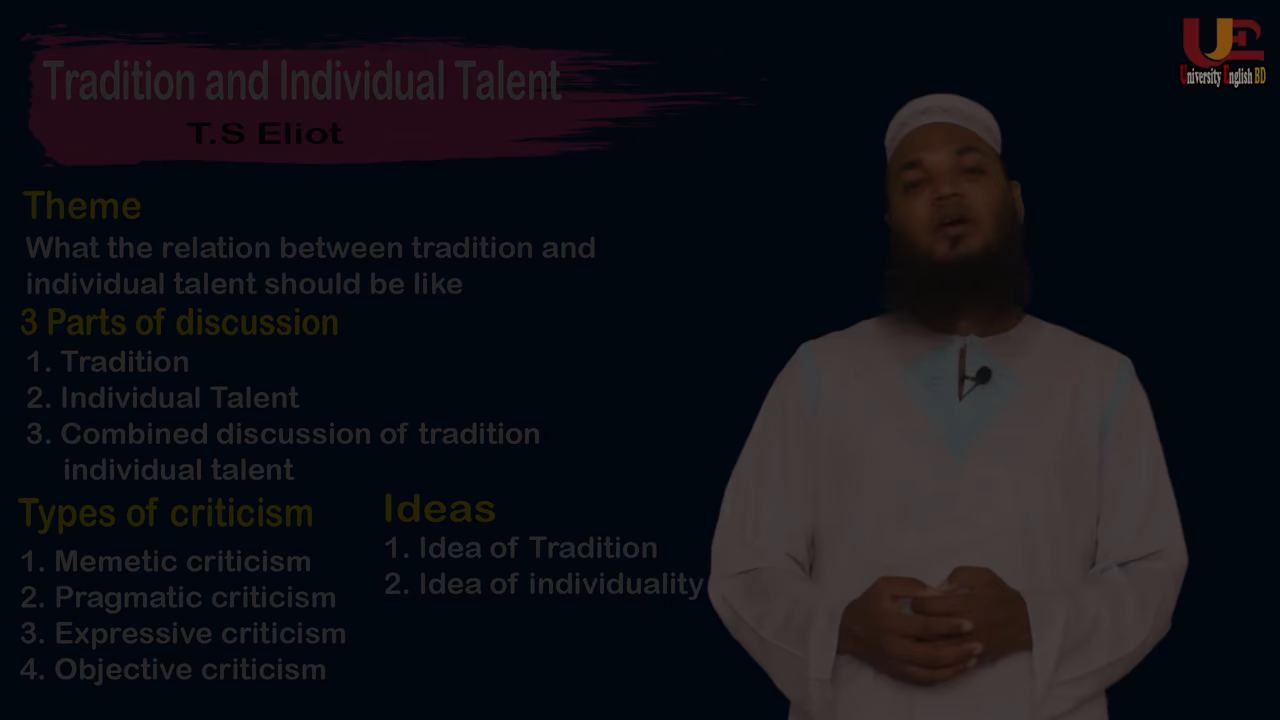 Tradition and Individual Talent
T.S Eliot
UE
University English BD
Theme
What the relation between tradition and
individual talent should be like
3 Parts of discussion
1. Tradition
2. Individual Talent
3. Combined discussion of tradition
individual talent
Types of criticism
1. Memetic criticism
2. Pragmatic criticism
3. Expressive criticism
4. Objective criticism
Ideas
1. Idea of Tradition
2. Idea of individuality